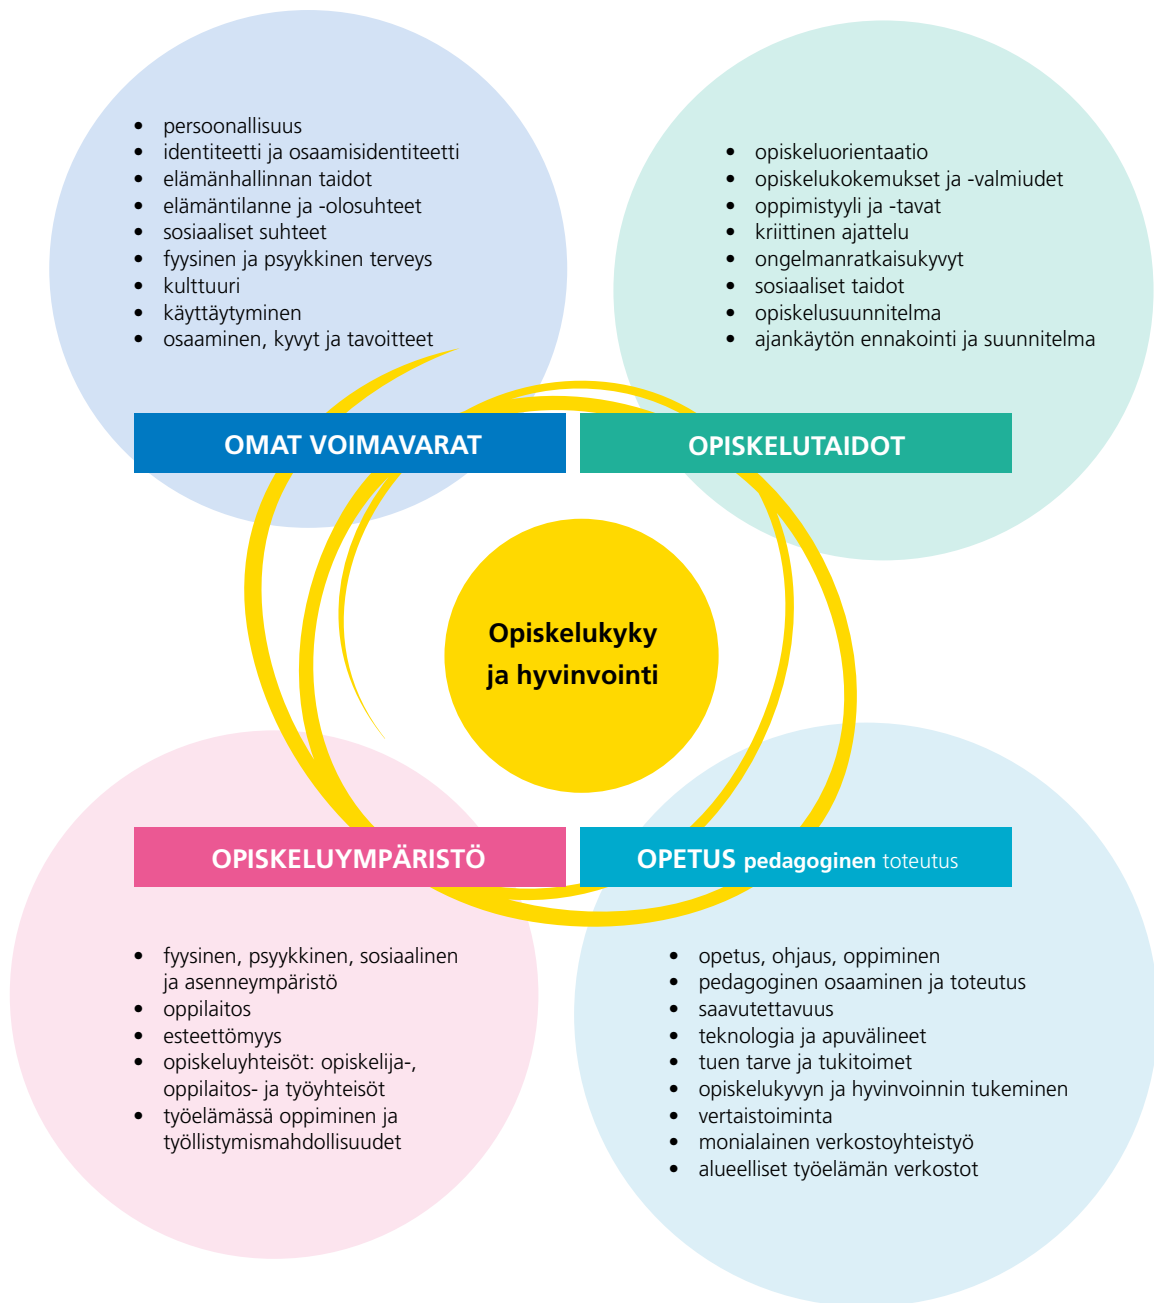 • persoonallisuus
• identiteetti ja osaamisidentiteetti
• elämänhallinnan taidot
• elämäntilanne ja -olosuhteet
• sosiaaliset suhteet
• fyysinen ja psyykkinen terveys
• kulttuuri
• käyttäytyminen
• osaaminen, kyvyt ja tavoitteet
OMAT VOIMAVARAT
• opiskeluorientaatio
• opiskelukokemukset ja -valmiudet
• oppimistyyli ja -tavat
• kriittinen ajattelu
• ongelmanratkaisukyvyt
• sosiaaliset taidot
• opiskelusuunnitelma
• ajankäytön ennakointi ja suunnitelma
OPISKELUTAIDOT
Opiskelukyky
ja hyvinvointi
OPISKELUYMPÄRISTÖ
• fyysinen, psyykkinen, sosiaalinen
ja asenneympäristö
• oppilaitos
• esteettömyys
• opiskeluyhteisöt: opiskelija-,
oppilaitos- ja työyhteisöt
• työelämässä oppiminen ja
työllistymismahdollisuudet
OPETUS pedagoginen toteutus
• opetus, ohjaus, oppiminen
• pedagoginen osaaminen ja toteutus
• saavutettavuus
• teknologia ja apuvälineet
• tuen tarve ja tukitoimet
• opiskelukyvyn ja hyvinvoinnin tukeminen
• vertaistoiminta
• monialainen verkostoyhteistyö
• alueelliset työelämän verkostot